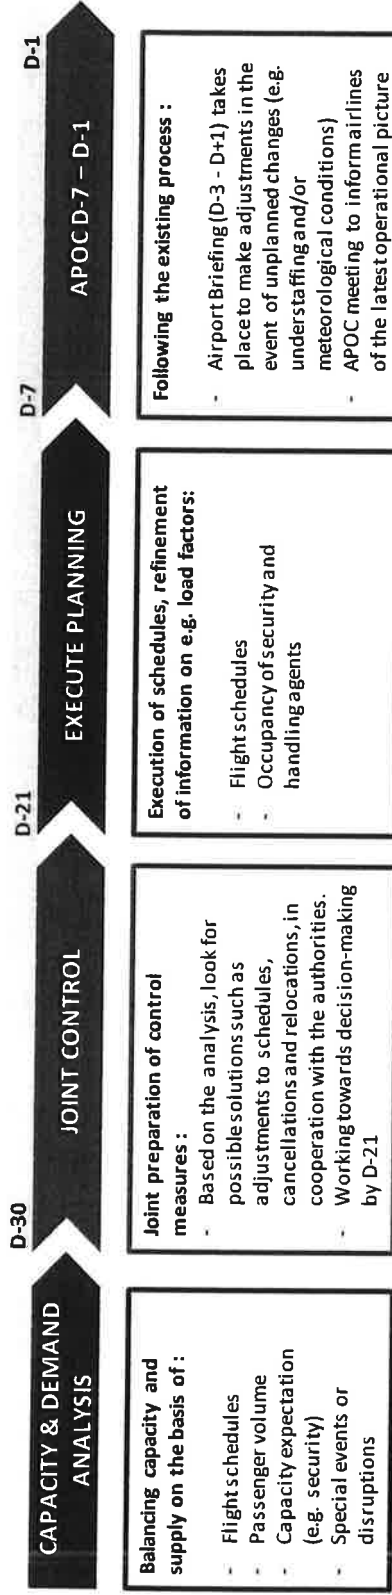 CAPACITY & DEMAND
ANALYSIS
Balancing capacity and
supply on the basis of :
- Flight schedules
- Passenger volume
- Capacity expectation
(e.g. security)
- Special events or
disruptions
D-30
JOINT CONTROL
Joint preparation of control
measures :
- Based on the analysis, look for
possible solutions such as
adjustments to schedules,
cancellations and relocations, in
cooperation with the authorities.
- Working towards decision-making
by D-21
D-21
EXECUTE PLANNING
Execution of schedules, refinement
of information on e.g. load factors:
- Flight schedules
- Occupancy of security and
handling agents
D-7
APOC D-7 – D-1
Following the existing process :
- Airport Briefing (D-3 - D+1) takes
place to make adjustments in the
event of unplanned changes (e.g.
understaffing and/or
meteorological conditions)
- APOC meeting to inform airlines
of the latest operational picture
D-1